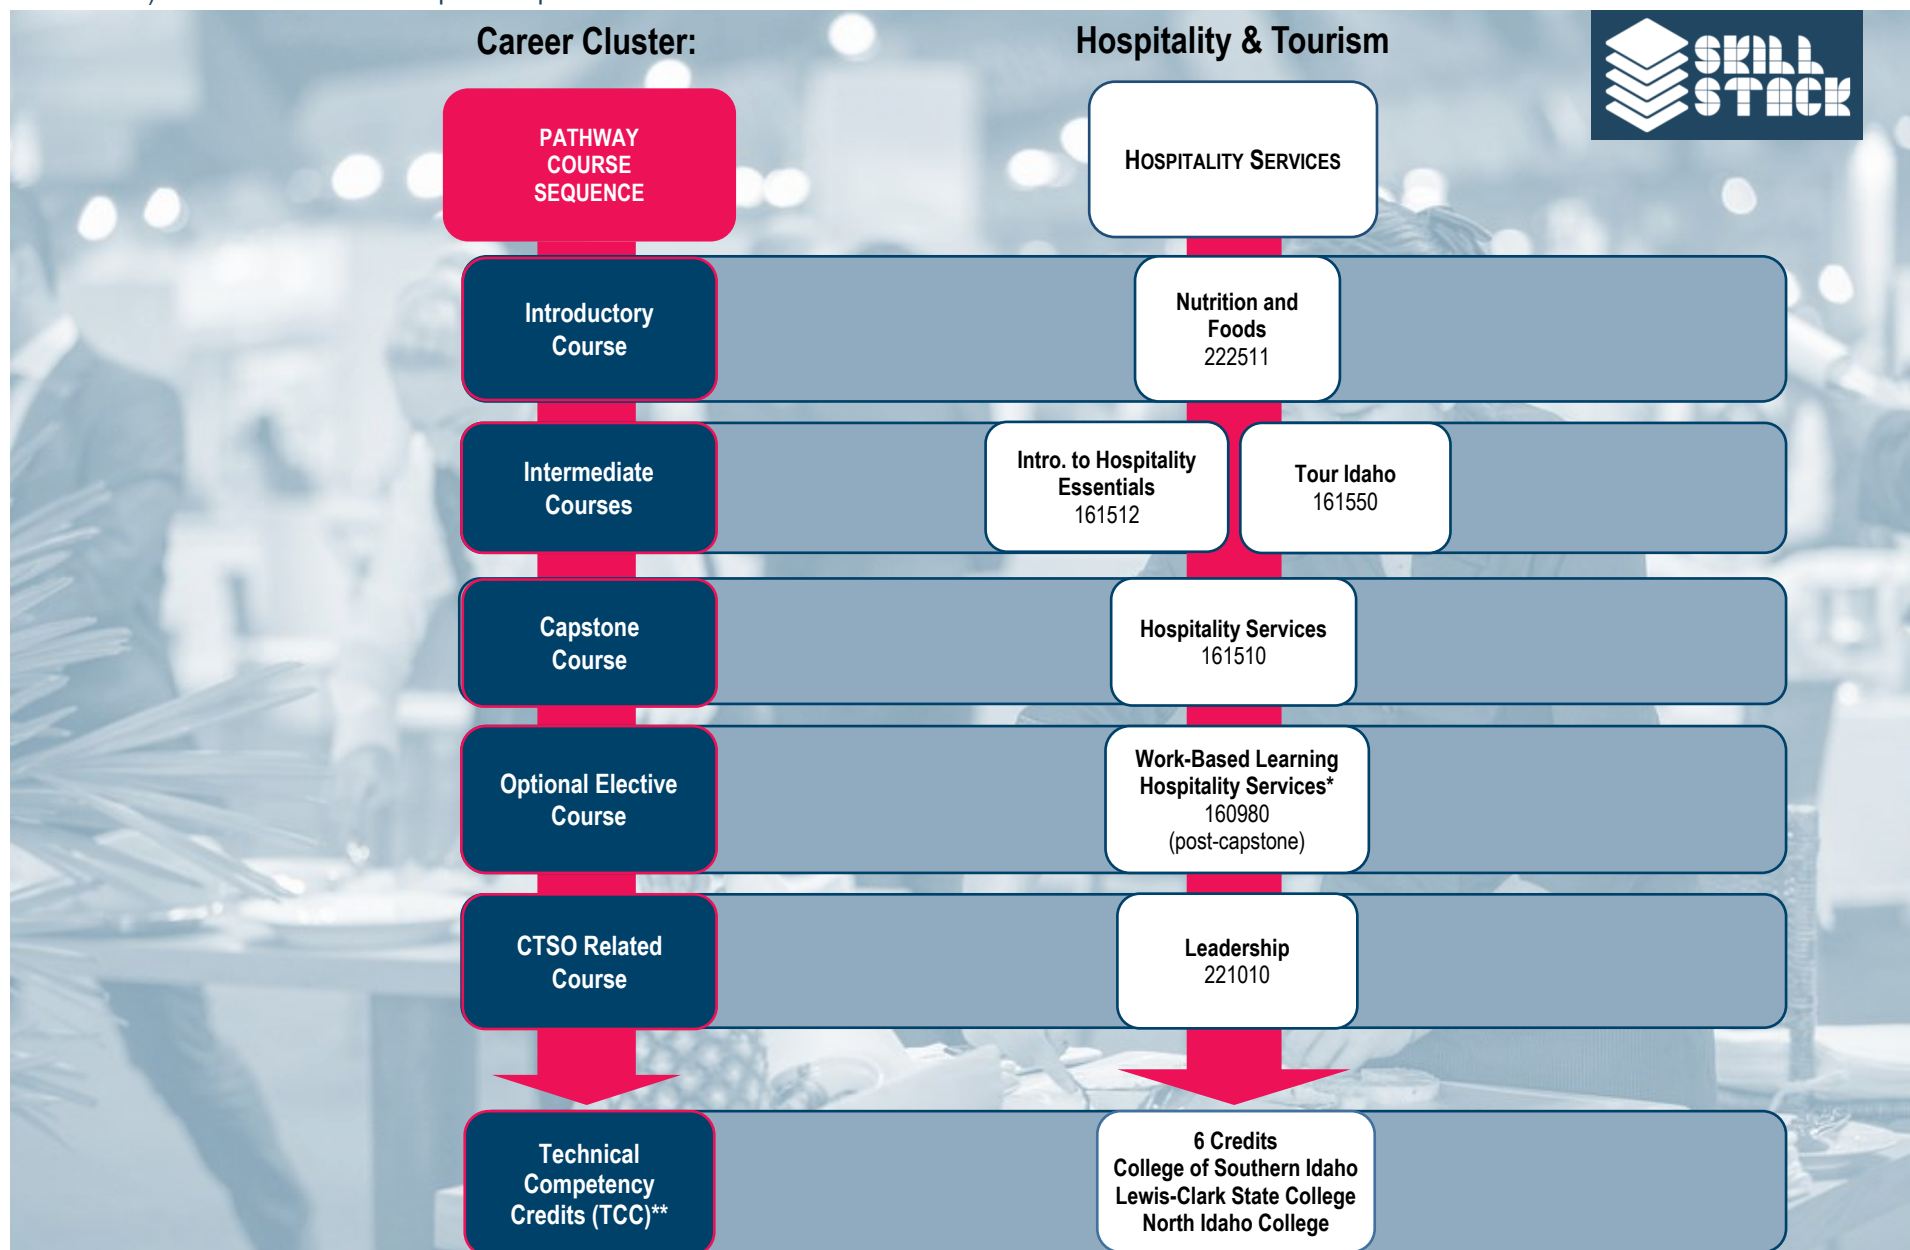 Career Cluster:
Hospitality & Tourism
SKILL
STACK
PATHWAY
COURSE
SEQUENCE
HOSPITALITY SERVICES
Introductory
Course
Nutrition and
Foods
222511
Intermediate
Courses
Intro. to Hospitality
Essentials
161512
Tour Idaho
161550
Capstone
Course
Hospitality Services
161510
Optional Elective
Course
Work-Based Learning
Hospitality Services*
160980
(post-capstone)
CTSO Related
Course
Leadership
221010
Technical
Competency
Credits (TCC)**
6 Credits
College of Southern Idaho
Lewis-Clark State College
North Idaho College